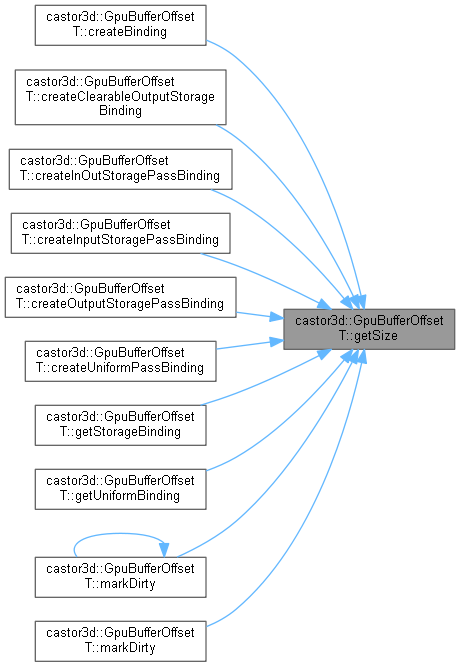 castor3d::GpuBufferOffset
T::createBinding
castor3d::GpuBufferOffset
T::createClearableOutputStorage
Binding
castor3d::GpuBufferOffset
T::createInOutStoragePassBinding
castor3d::GpuBufferOffset
T::createInputStoragePassBinding
castor3d::GpuBufferOffset
T::createOutputStoragePassBinding
castor3d::GpuBufferOffset
T::getSize
castor3d::GpuBufferOffset
T::createUniformPassBinding
castor3d::GpuBufferOffset
T::getStorageBinding
castor3d::GpuBufferOffset
T::getUniformBinding
castor3d::GpuBufferOffset
T::markDirty
castor3d::GpuBufferOffset
T::markDirty